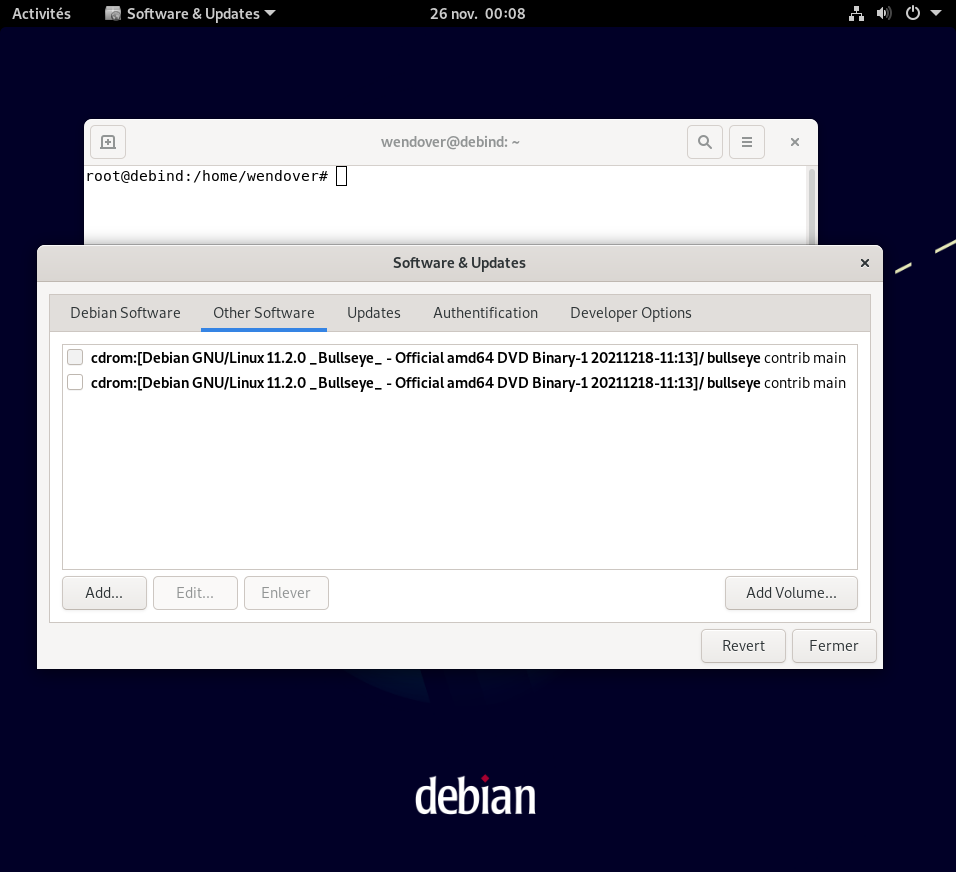 Activités Software & Updates 26 nov. 00:08
wendover@debind: ~
root@debind:/home/wendover#
Software & Updates
Debian Software Other Software Updates Authentification Developer Options
cdrom:[Debian GNU/Linux 11.2.0 _Bullseye_ - Official amd64 DVD Binary-1 20211218-11:13]/ bullseye contrib main
cdrom:[Debian GNU/Linux 11.2.0 _Bullseye_ - Official amd64 DVD Binary-1 20211218-11:13]/ bullseye contrib main
Add... Edit... Enlever Add Volume...
Revert Fermer
debian